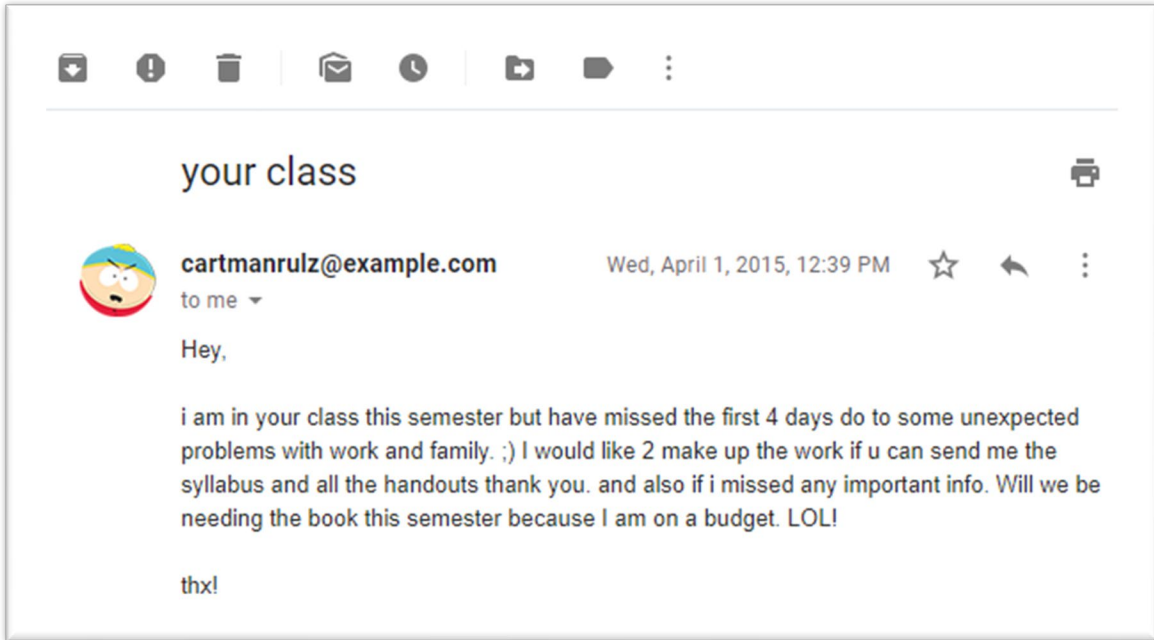 your class
cartmanrulz@example.com Wed, April 1, 2015, 12:39 PM
to me
Hey,
i am in your class this semester but have missed the first 4 days do to some unexpected
problems with work and family. ;) I would like 2 make up the work if u can send me the
syllabus and all the handouts thank you. and also if i missed any important info. Will we be
needing the book this semester because I am on a budget. LOL!
thx!